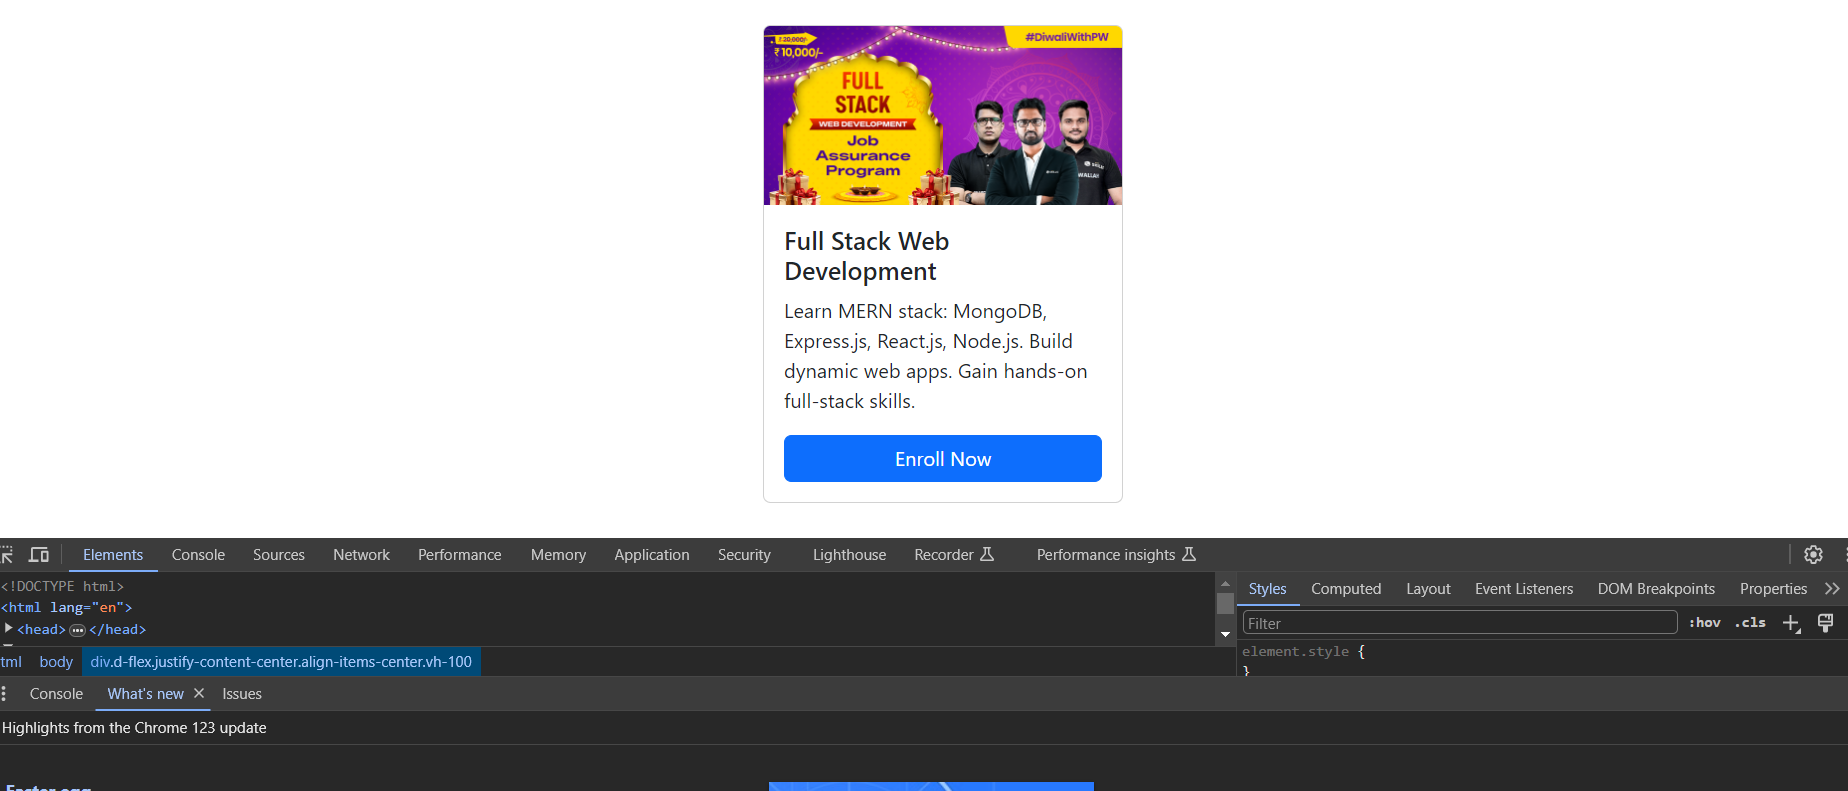 ₹ 20,000/-
₹ 10,000/-
#DiwaliWithPW
FULL
STACK
WEB DEVELOPMENT
Job
Assurance
Program
WALLAH
Full Stack Web
Development
Learn MERN stack: MongoDB,
Express.js, React.js, Node.js. Build
dynamic web apps. Gain hands-on
full-stack skills.
Enroll Now
Elements Console Sources Network Performance Memory Application Security Lighthouse Recorder Performance insights
<!DOCTYPE html>
<html lang="en">
<head> … </head>
tml body div.d-flex.justify-content-center.align-items-center.vh-100
Styles Computed Layout Event Listeners DOM Breakpoints Properties
Filter :hov .cls
element.style {
}
Console What's new Issues
Highlights from the Chrome 123 update